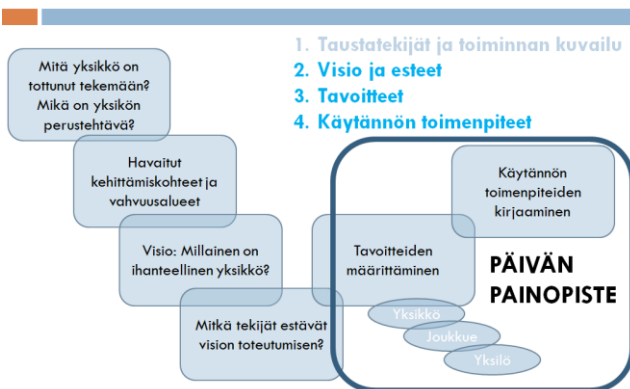 1. Taustatekijät ja toiminnan kuvailu
2. Visio ja esteet
3. Tavoitteet
4. Käytännön toimenpiteet
Mitä yksikkö on
tottunut tekemään?
Mikä on yksikön
perustehtävä?
Havaitut
kehittämiskohteet ja
vahvuusalueet
Visio: Millainen on
ihanteellinen yksikkö?
Mitkä tekijät estävät
vision toteutumisen?
Tavoitteiden
määrittäminen
Käytännön
toimenpiteiden
kirjaaminen
PÄIVÄN
PAINOPISTE
Yksikkö
Joukkue
Yksilö